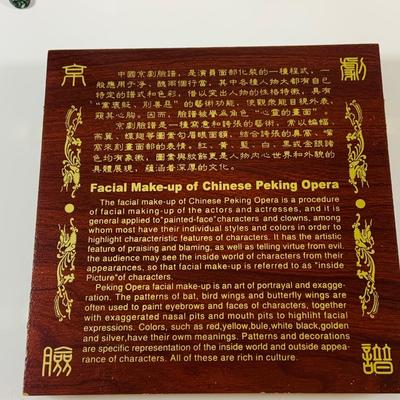 京
劇
中國京劇臉譜，是演員面部化裝的一種程式，一
般應用于淨、醜兩個行當，其中各種人物大都有自
己特定的譜式和色彩，借以突出人物的性格特徵，具有
“寓褒貶、别善惡”的藝術功能，使觀衆能目視外表，
窺其心胸。因而，臉譜被譽爲角色“心靈的畫面”。
京劇臉譜是一種寫意和誇張的藝術，常以蝙蝠、
燕翼、蝶翅等圖案勾眉眼面頰，結合誇張的鼻窩、嘴
窩來刻畫面部的表情。紅、黄、藍、白、黑或金銀諸
色均有象徵，圖案與紋飾更是人物内心世界和外貌的
具體展現，蘊涵着深厚的文化。
Facial Make-up of Chinese Peking Opera
The facial makeup of Chinese Peking Opera is a procedure
of facial making-up of the actors and actresses, and it is
general applied to"painted-face"characters and clowns, among
whom most have their individual styles and colors in order to
highlight characteristic features of characters. It has the artistic
feature of praising and blaming, as well as telling virtue from evil.
the audience may see the inside world of characters from their
appearances, so that facial make-up is referred to as "inside
Picture"of characters.
Peking Opera facial make-up is an art of portrayal and exagge-
ration. The patterns of bat, bird wings and butterfly wings are
often used to paint eyebrows and faces of characters, together
with exaggerated nasal pits and mouth pits to highliht facial
expressions. Colors, such as red,yellow,bule,white black,golden
and silver,have their own meanings. Patterns and decorations
are specific representation of the inside world and outside appea-
rance of characters. All of these are rich in culture.
臉
譜